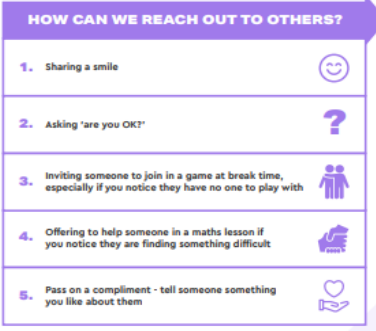 HOW CAN WE REACH OUT TO OTHERS?
1. Sharing a smile
2. Asking "are you OK?"
3. Inviting someone to join in a game at break time,
especially if you notice they have no one to play with
4. Offering to help someone in a maths lesson if
you notice they are finding something difficult
5. Pass on a compliment - tell someone something
you like about them